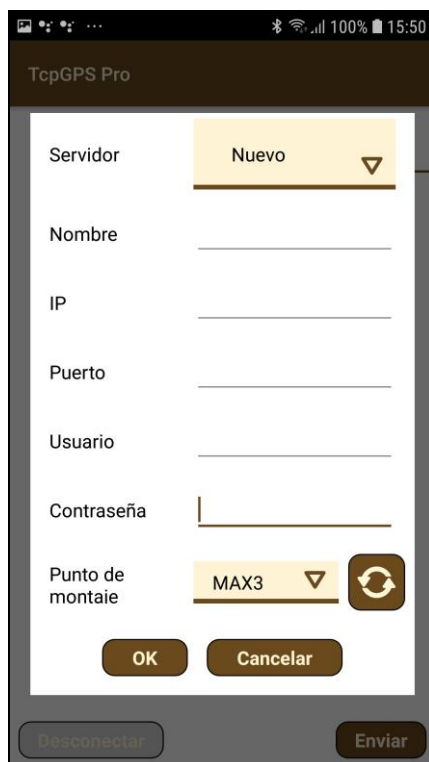 100% 15:50
TcpGPS Pro
Servidor Nuevo
Nombre
IP
Puerto
Usuario
Contraseña
Punto de
montaie MAX3
OK Cancelar
Desconectar Enviar